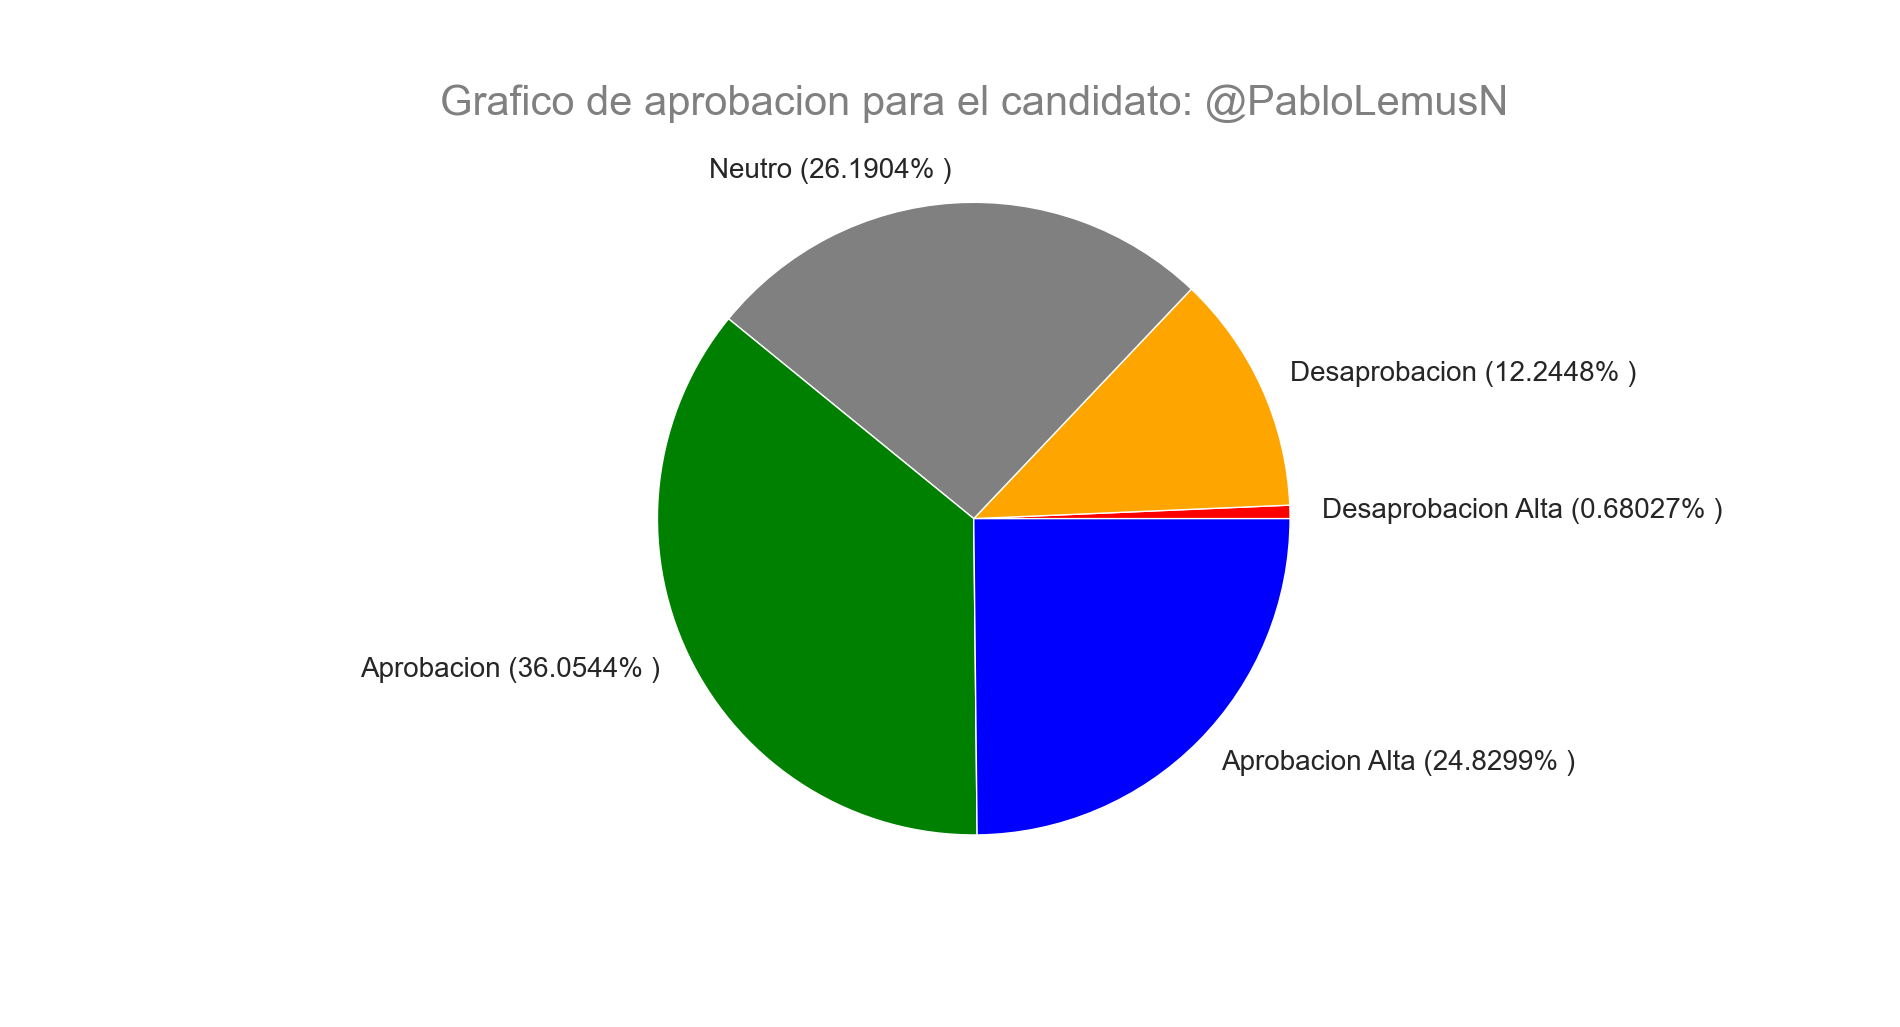 Grafico de aprobacion para el candidato: @PabloLemusN
Neutro (26.1904% )
Desaprobacion (12.2448% )
Desaprobacion Alta (0.68027% )
Aprobacion (36.0544% )
Aprobacion Alta (24.8299% )